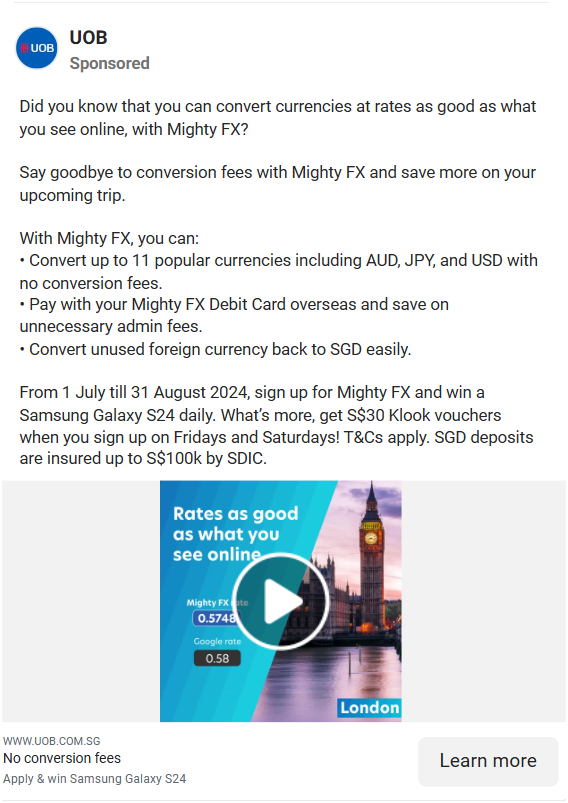 UOB
UOB
Sponsored
Did you know that you can convert currencies at rates as good as what
you see online, with Mighty FX?
Say goodbye to conversion fees with Mighty FX and save more on your
upcoming trip.
With Mighty FX, you can:
• Convert up to 11 popular currencies including AUD, JPY, and USD with
no conversion fees.
• Pay with your Mighty FX Debit Card overseas and save on
unnecessary admin fees.
• Convert unused foreign currency back to SGD easily.
From 1 July till 31 August 2024, sign up for Mighty FX and win a
Samsung Galaxy S24 daily. What's more, get S$30 Klook vouchers
when you sign up on Fridays and Saturdays! T&Cs apply. SGD deposits
are insured up to S$100k by SDIC.
Rates as good
as what you
see online
Mighty FX rate
0.5748
Google rate
0.58
London
WWW.UOB.COM.SG
No conversion fees
Apply & win Samsung Galaxy S24
Learn more